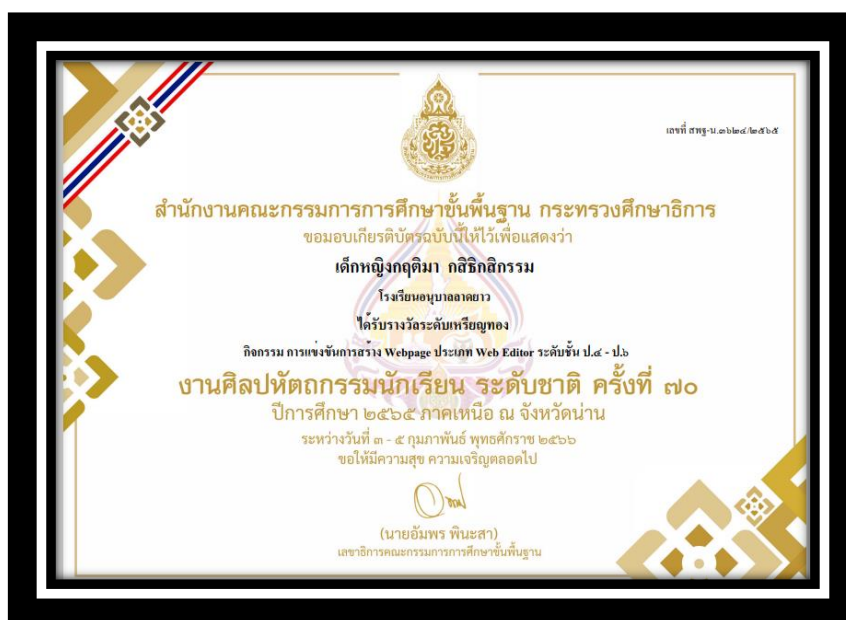 เลขที่ สพฐ-น.๓๖๒๔/๒๕๖๕
สำนักงานคณะกรรมการการศึกษาขั้นพื้นฐาน กระทรวงศึกษาธิการ
ขอมอบเกียรติบัตรฉบับนี้ให้ไว้เพื่อแสดงว่า
เด็กหญิงกฤติมา กสิธิกสิกรรม
โรงเรียนอนุบาลลาดยาว
ได้รับรางวัลระดับเหรียญทอง
กิจกรรม การแข่งขันการสร้าง Webpage ประเภท Web Editor ระดับชั้น ป.๔ - ป.๖
งานศิลปหัตถกรรมนักเรียน ระดับชาติ ครั้งที่ ๗๐
ปีการศึกษา ๒๕๖๕ ภาคเหนือ ณ จังหวัดน่าน
ระหว่างวันที่ ๓ - ๕ กุมภาพันธ์ พุทธศักราช ๒๕๖๖
ขอให้มีความสุข ความเจริญตลอดไป
(นายอัมพร พินะสา)
เลขาธิการคณะกรรมการการศึกษาขั้นพื้นฐาน